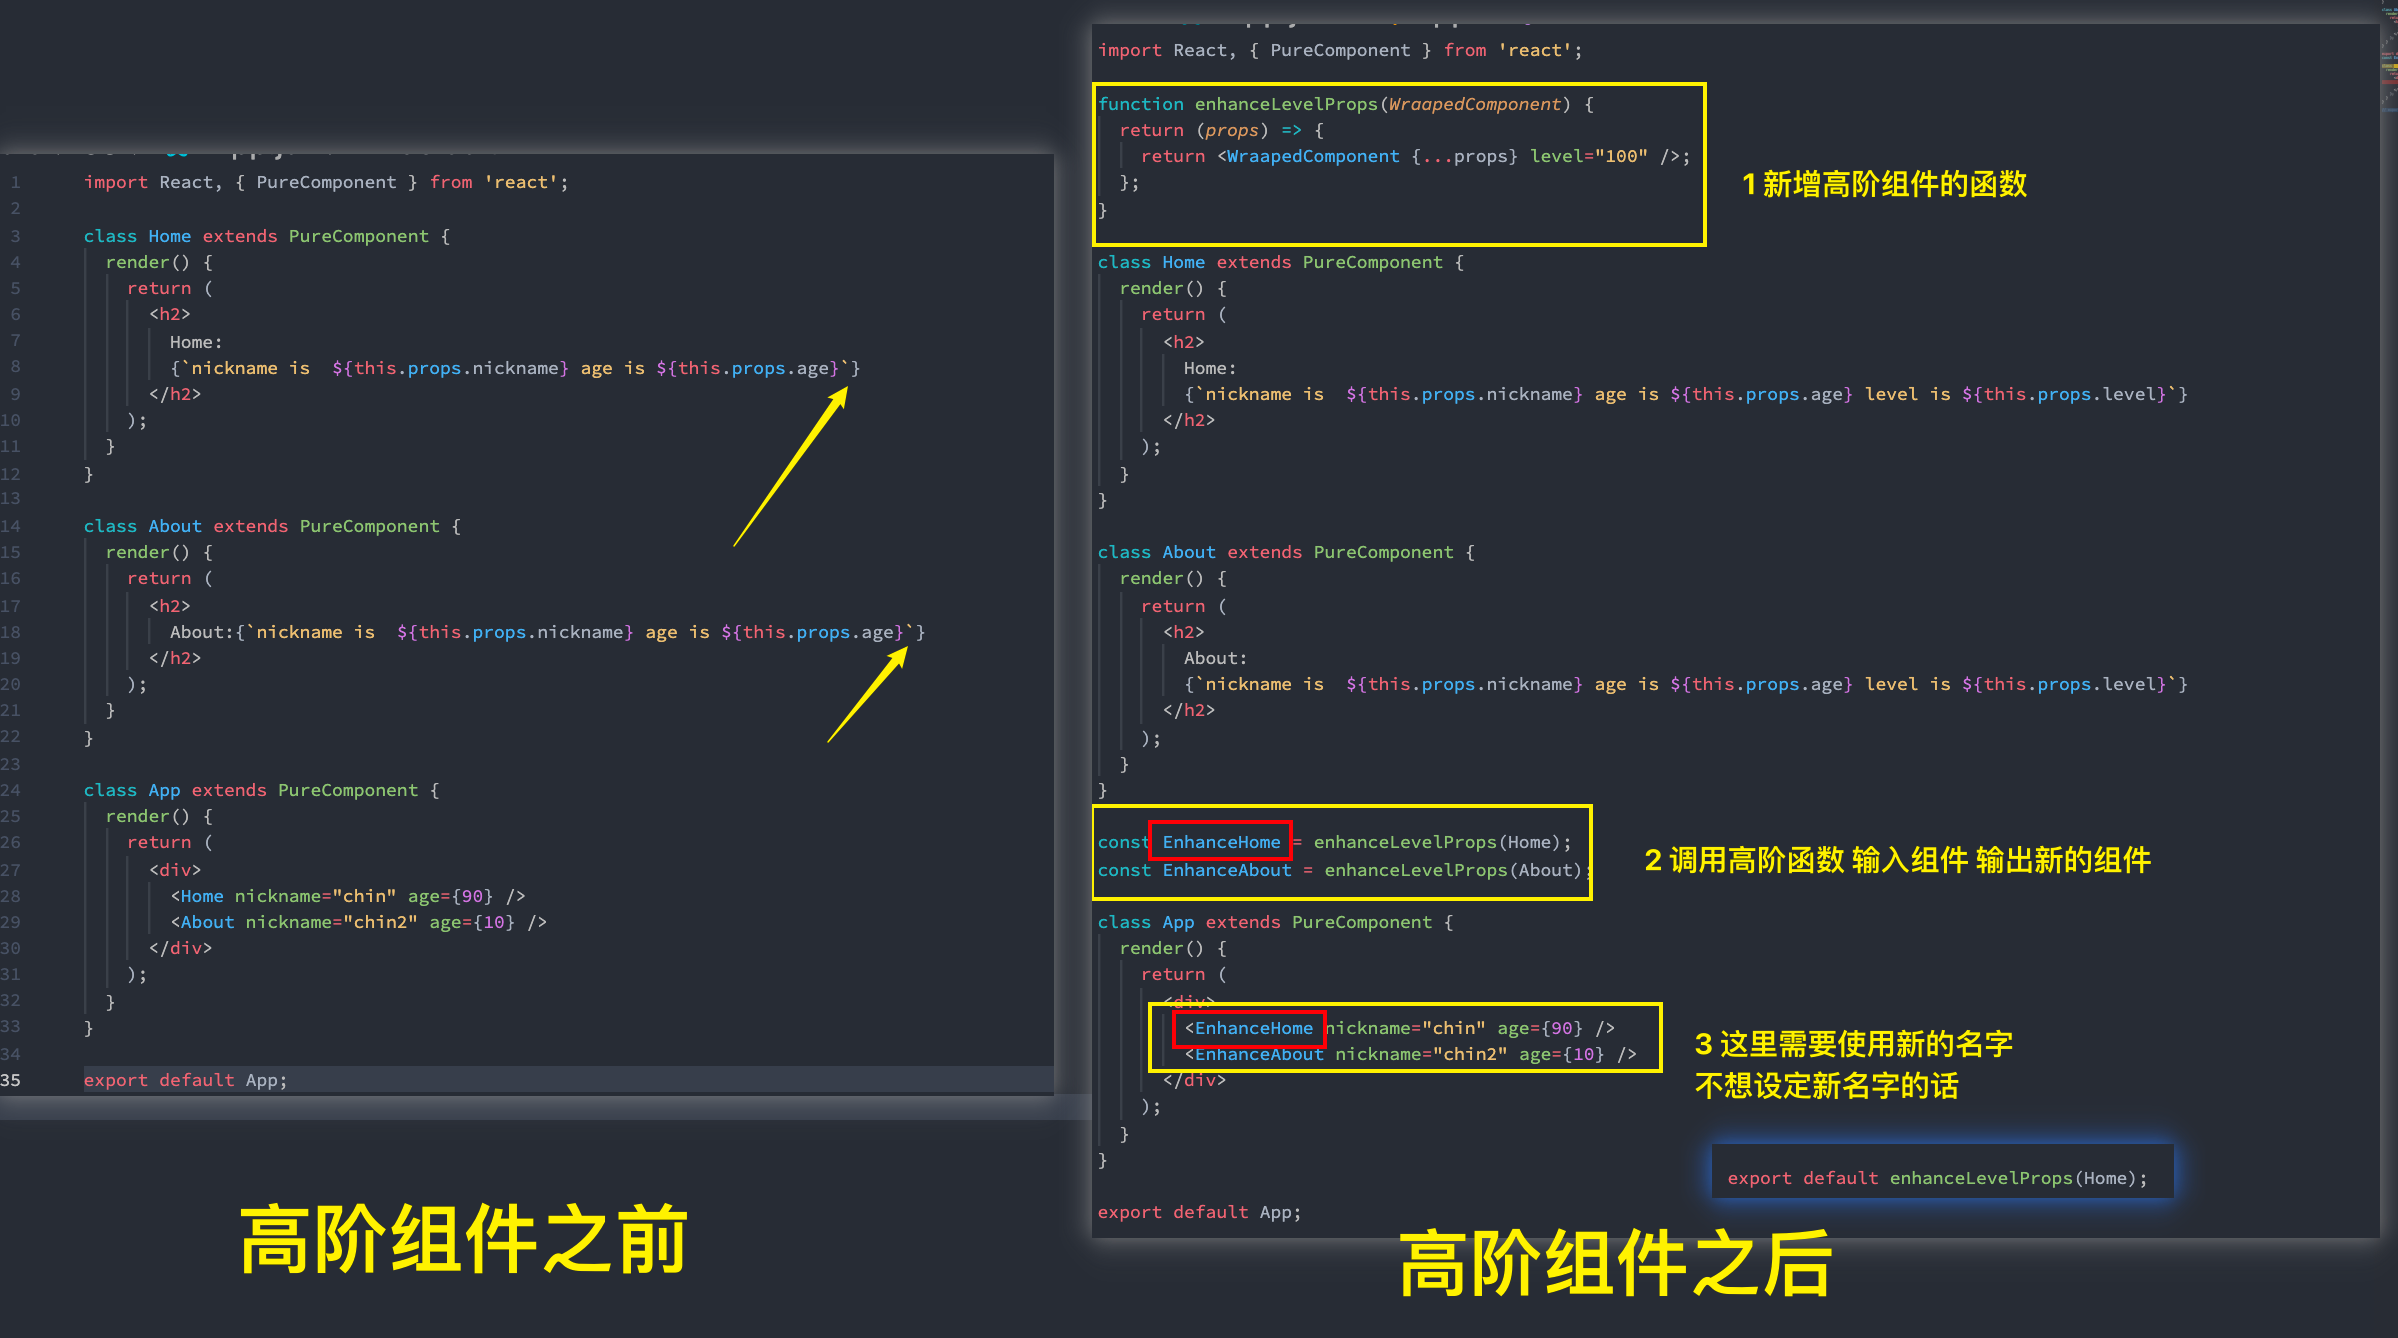 1 import React, { PureComponent } from 'react';
2
3 class Home extends PureComponent {
4 render() {
5 return (
6 <h2>
7 Home:
8 {`nickname is  ${this.props.nickname} age is ${this.props.age}`}
9 </h2>
10 );
11 }
12 }
13
14 class About extends PureComponent {
15 render() {
16 return (
17 <h2>
18 About:{`nickname is  ${this.props.nickname} age is ${this.props.age}`}
19 </h2>
20 );
21 }
22 }
23
24 class App extends PureComponent {
25 render() {
26 return (
27 <div>
28 <Home nickname="chin" age={90} />
29 <About nickname="chin2" age={10} />
30 </div>
31 );
32 }
33 }
34
35 export default App;
高阶组件之前
import React, { PureComponent } from 'react';
function enhanceLevelProps(WraapedComponent) {
return (props) => {
return <WraapedComponent {...props} level="100" />;
};
}
1 新增高阶组件的函数
class Home extends PureComponent {
render() {
return (
<h2>
Home:
{`nickname is  ${this.props.nickname} age is ${this.props.age} level is ${this.props.level}`}
</h2>
);
}
}
class About extends PureComponent {
render() {
return (
<h2>
About:
{`nickname is  ${this.props.nickname} age is ${this.props.age} level is ${this.props.level}`}
</h2>
);
}
}
const EnhanceHome = enhanceLevelProps(Home);
const EnhanceAbout = enhanceLevelProps(About);
2 调用高阶函数 输入组件 输出新的组件
class App extends PureComponent {
render() {
return (
<div>
<EnhanceHome nickname="chin" age={90} />
<EnhanceAbout nickname="chin2" age={10} />
</div>
);
}
}
3 这里需要使用新的名字
不想设定新名字的话
export default enhanceLevelProps(Home);
export default App;
高阶组件之后